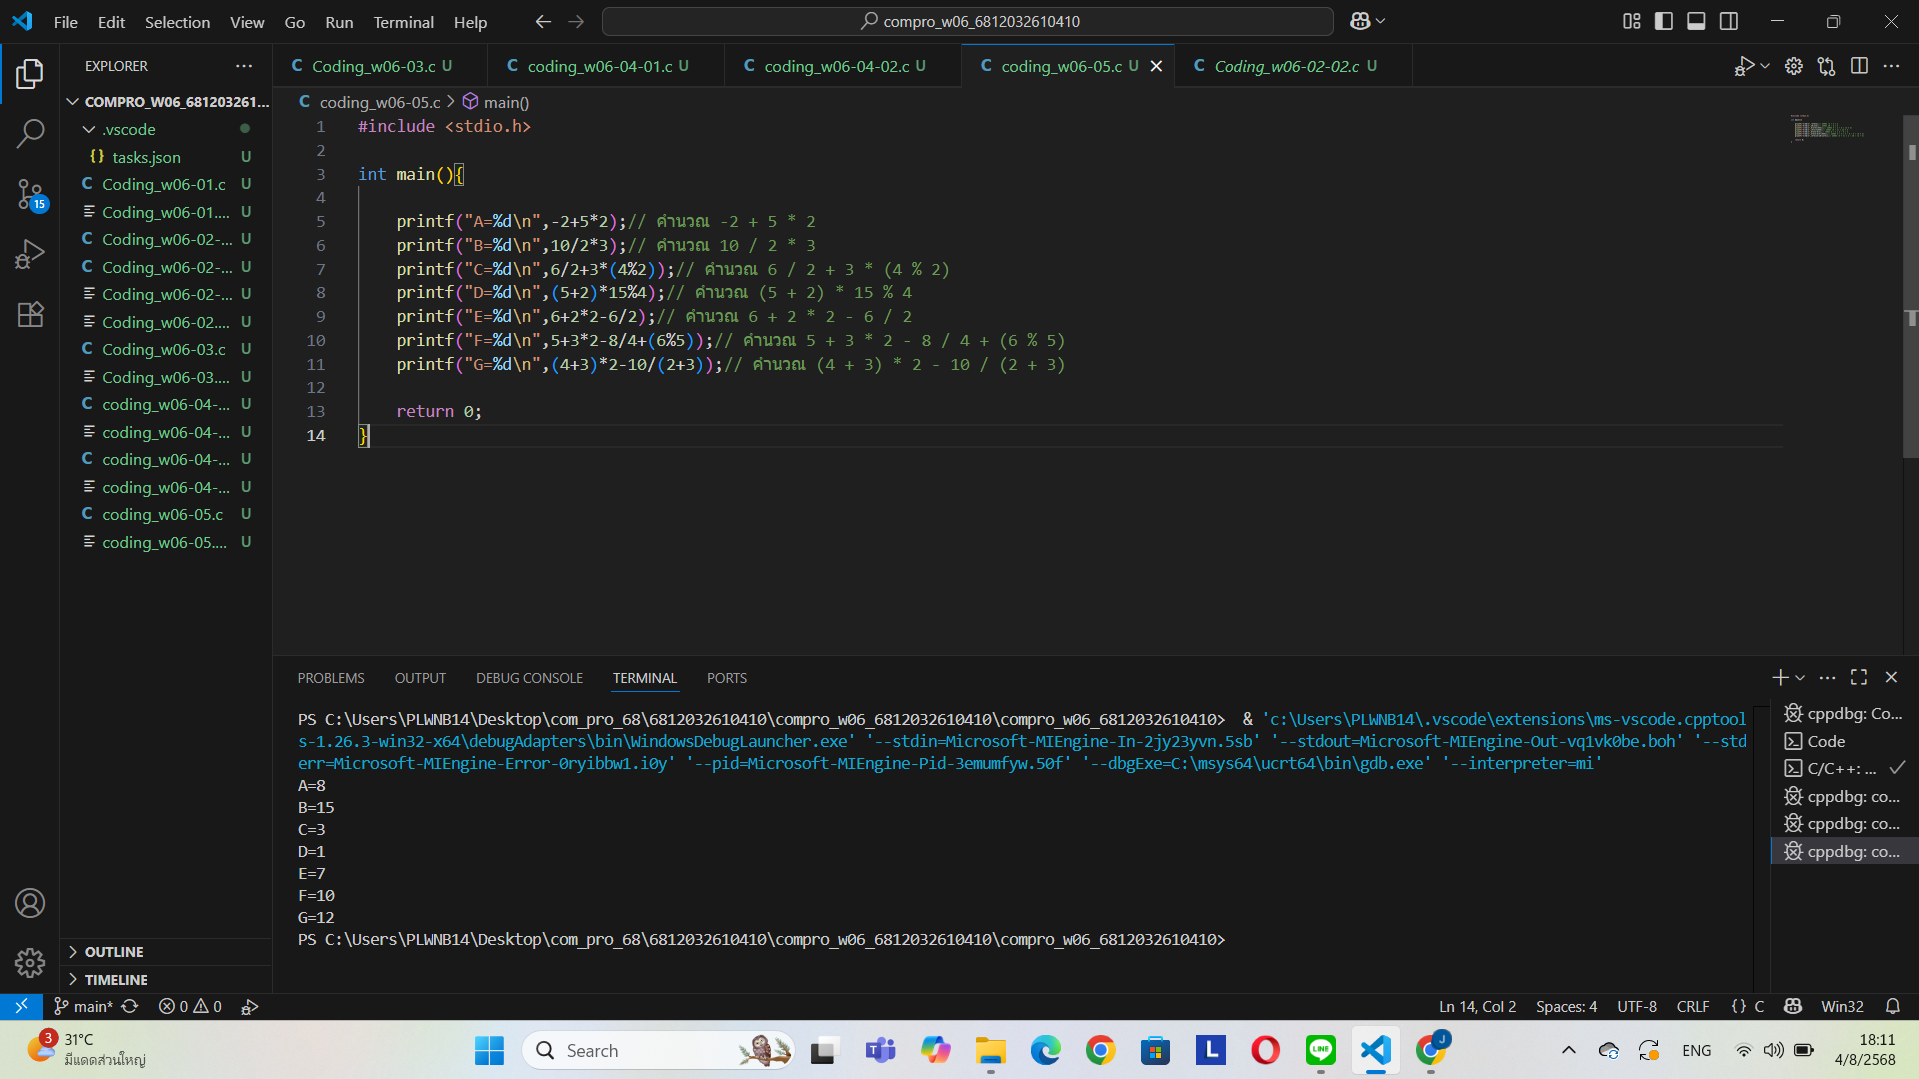 File Edit Selection View Go Run Terminal Help
compro_w06_6812032610410
EXPLORER
Coding_w06-03.c U
coding_w06-04-01.c U
coding_w06-04-02.c U
coding_w06-05.c U
Coding_w06-02-02.c U
COMPRO_W06_681203261...
.vscode
tasks.json U
Coding_w06-01.c U
Coding_w06-01.... U
Coding_w06-02-... U
Coding_w06-02-... U
Coding_w06-02-... U
Coding_w06-02.... U
Coding_w06-03.c U
Coding_w06-03.... U
coding_w06-04-... U
coding_w06-04-... U
coding_w06-04-... U
coding_w06-04-... U
coding_w06-05.c U
coding_w06-05.... U
15
OUTLINE
TIMELINE
coding_w06-05.c > main()
1 #include <stdio.h>
2
3 int main(){
4
5 printf("A=%d\n",-2+5*2);// คำนวณ -2 + 5 * 2
6 printf("B=%d\n",10/2*3);// คำนวณ 10 / 2 * 3
7 printf("C=%d\n",6/2+3*(4%2));// คำนวณ 6 / 2 + 3 * (4 % 2)
8 printf("D=%d\n",(5+2)*15%4);// คำนวณ (5 + 2) * 15 % 4
9 printf("E=%d\n",6+2*2-6/2);// คำนวณ 6 + 2 * 2 - 6 / 2
10 printf("F=%d\n",5+3*2-8/4+(6%5));// คำนวณ 5 + 3 * 2 - 8 / 4 + (6 % 5)
11 printf("G=%d\n",(4+3)*2-10/(2+3));// คำนวณ (4 + 3) * 2 - 10 / (2 + 3)
12
13 return 0;
14 }
PROBLEMS OUTPUT DEBUG CONSOLE TERMINAL PORTS
PS C:\Users\PLWNB14\Desktop\com_pro_68\6812032610410\compro_w06_6812032610410\compro_w06_6812032610410> & 'c:\Users\PLWNB14\.vscode\extensions\ms-vscode.cpptool
s-1.26.3-win32-x64\debugAdapters\bin\WindowsDebugLauncher.exe' '--stdin=Microsoft-MIEngine-In-2jy23yvn.5sb' '--stdout=Microsoft-MIEngine-Out-vq1vk0be.boh' '--std
err=Microsoft-MIEngine-Error-0ryibbw1.i0y' '--pid=Microsoft-MIEngine-Pid-3emumfyw.50f' '--dbgExe=C:\msys64\ucrt64\bin\gdb.exe' '--interpreter=mi'
A=8
B=15
C=3
D=1
E=7
F=10
G=12
PS C:\Users\PLWNB14\Desktop\com_pro_68\6812032610410\compro_w06_6812032610410\compro_w06_6812032610410>
cppdbg: Co...
Code
C/C++: ...
cppdbg: co...
cppdbg: co...
cppdbg: co...
main* 0 0 Ln 14, Col 2 Spaces: 4 UTF-8 CRLF {} C Win32
3 31°C
มีแดดส่วนใหญ่
Search
L
LINE
J
ENG
18:11
4/8/2568